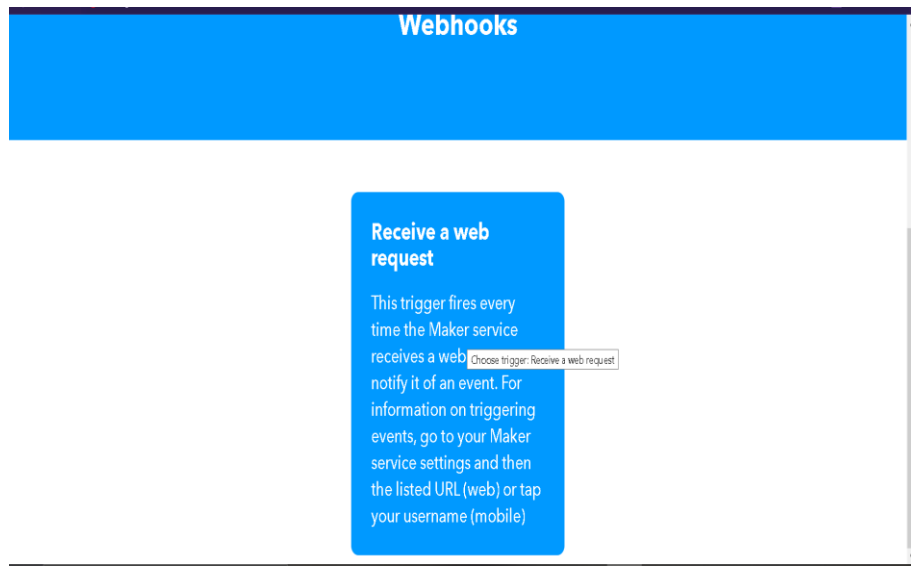 Webhooks
Receive a web
request
This trigger fires every
time the Maker service
receives a web
Choose trigger: Receive a web request
notify it of an event. For
information on triggering
events, go to your Maker
service settings and then
the listed URL (web) or tap
your username (mobile)